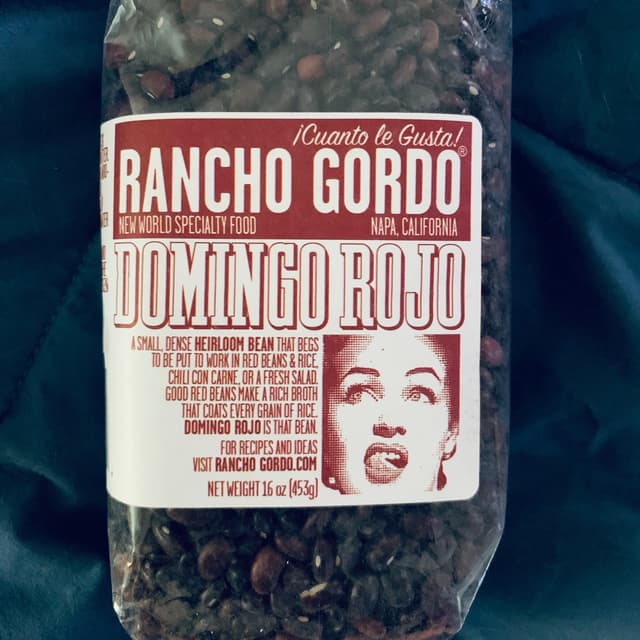 ¡Cuanto le Gusta!
RANCHO GORDO®
NEW WORLD SPECIALTY FOOD NAPA, CALIFORNIA
DOMINGO ROJO
A SMALL, DENSE HEIRLOOM BEAN THAT BEGS
TO BE PUT TO WORK IN RED BEANS & RICE,
CHILI CON CARNE, OR A FRESH SALAD.
GOOD RED BEANS MAKE A RICH BROTH
THAT COATS EVERY GRAIN OF RICE.
DOMINGO ROJO IS THAT BEAN.
FOR RECIPES AND IDEAS
VISIT RANCHO GORDO.COM
NET WEIGHT 16 oz (453g)